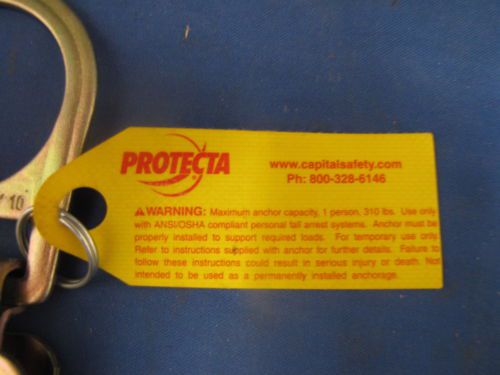 PROTECTA
®
www.capitalsafety.com
Ph: 800-328-6146
⚠WARNING: Maximum anchor capacity, 1 person, 310 lbs. Use only
with ANSI/OSHA compliant personal fall arrest systems. Anchor must be
properly installed to support required loads. For temporary use only.
Refer to instructions supplied with anchor for further details. Failure to
follow these instructions could result in serious injury or death. Not
intended to be used as a permanently installed anchorage.
10